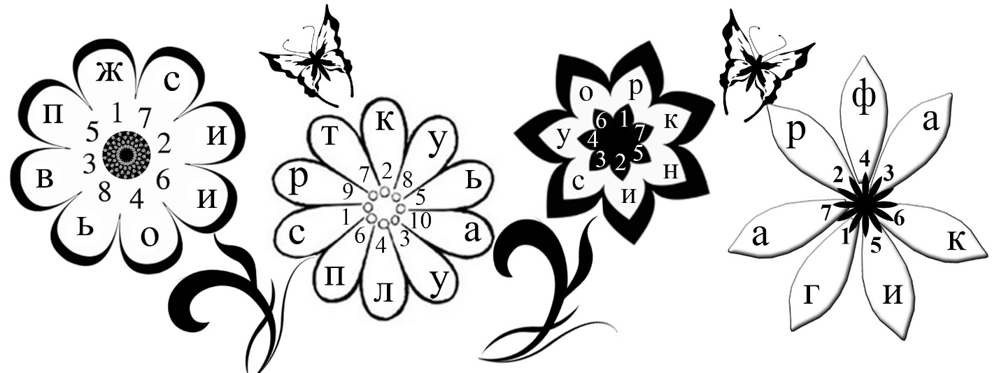 ж с
п и
в и
ь о
1 7
5 2
3 6
8 4
т к у
р ь
с а
п л у
7 2 8
9 5
1 10
6 4 3
о р
у к
с н
и
6 1
4 7
3 2 5
ф
р а
а к
г и
2 4 3
7 6
1 5